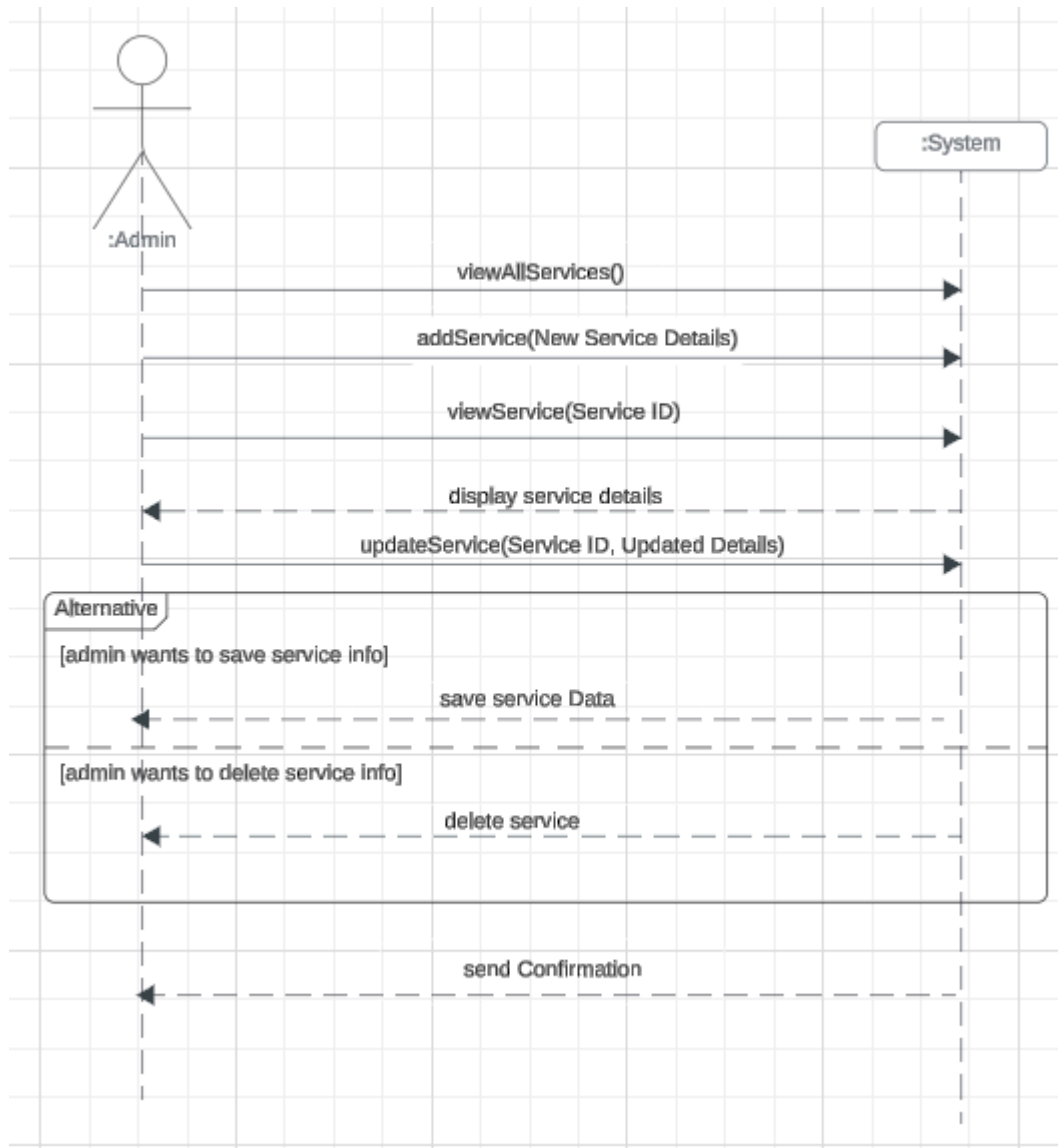 :System
:Admin
viewAllServices()
addService(New Service Details)
viewService(Service ID)
display service details
updateService(Service ID, Updated Details)
Alternative
[admin wants to save service info]
save service Data
[admin wants to delete service info]
delete service
send Confirmation